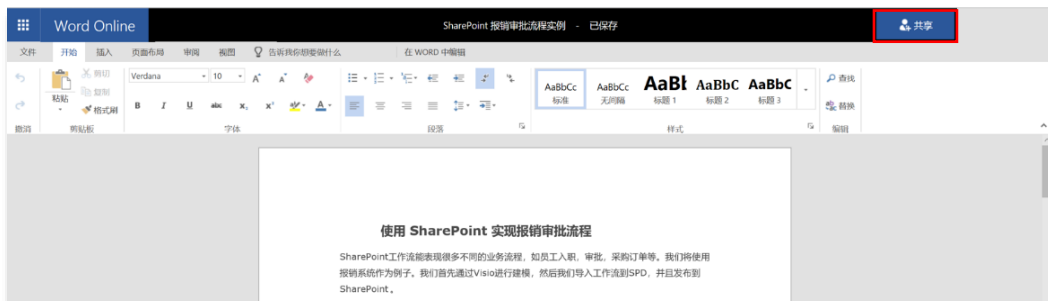 Word Online
SharePoint 报销审批流程实例 - 已保存
共享
文件 开始 插入 页面布局 审阅 视图 告诉我你想要做什么 在 WORD 中编辑
粘贴
剪切
复制
格式刷
Verdana 10 A A
B I U abc x₂ x² aby A
AaBbCc AaBbCc AaBb AaBbC AaBbC
标准 无间隔 标题 1 标题 2 标题 3
查找
替换
撤消 剪贴板 字体 段落 样式 编辑
使用 SharePoint 实现报销审批流程
SharePoint工作流能表现很多不同的业务流程，如员工入职，审批，采购订单等。我们将使用
报销系统作为例子。我们首先通过Visio进行建模，然后我们导入工作流到SPD，并且发布到
SharePoint。